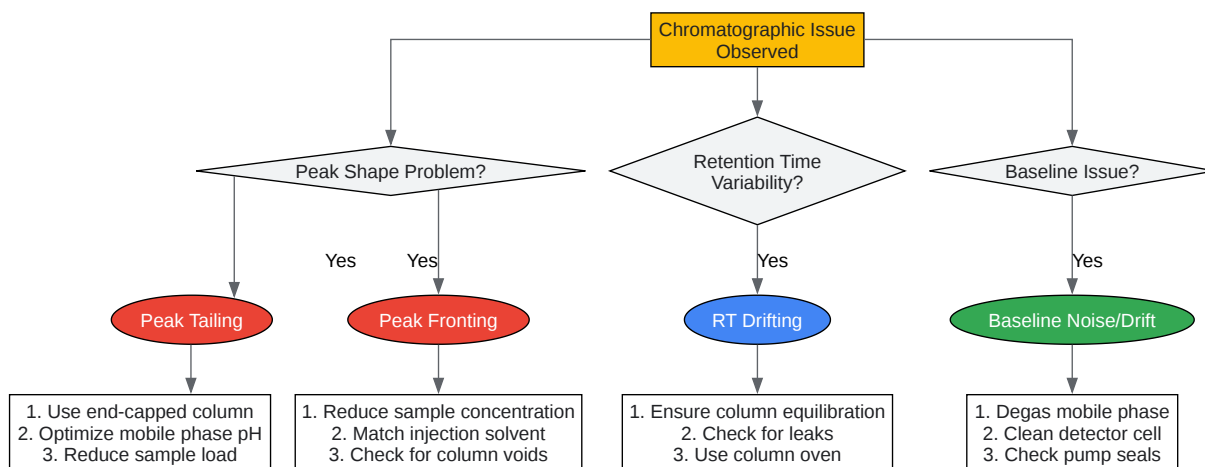 Chromatographic Issue
Observed
Peak Shape Problem?
Retention Time
Variability?
Baseline Issue?
Yes
Yes
Yes
Yes
Peak Tailing
Peak Fronting
RT Drifting
Baseline Noise/Drift
1. Use end-capped column
2. Optimize mobile phase pH
3. Reduce sample load
1. Reduce sample concentration
2. Match injection solvent
3. Check for column voids
1. Ensure column equilibration
2. Check for leaks
3. Use column oven
1. Degas mobile phase
2. Clean detector cell
3. Check pump seals